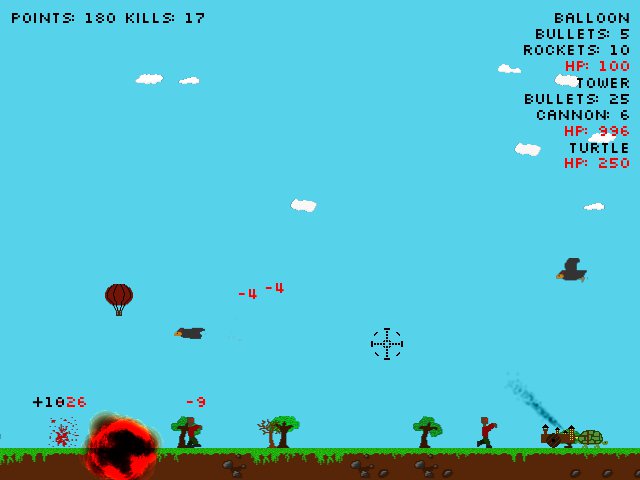 POINTS: 180 KILLS: 17
BALLOON
BULLETS: 5
ROCKETS: 10
HP: 100
TOWER
BULLETS: 25
CANNON: 6
HP: 996
TURTLE
HP: 250
-4 -4
+1026
-9